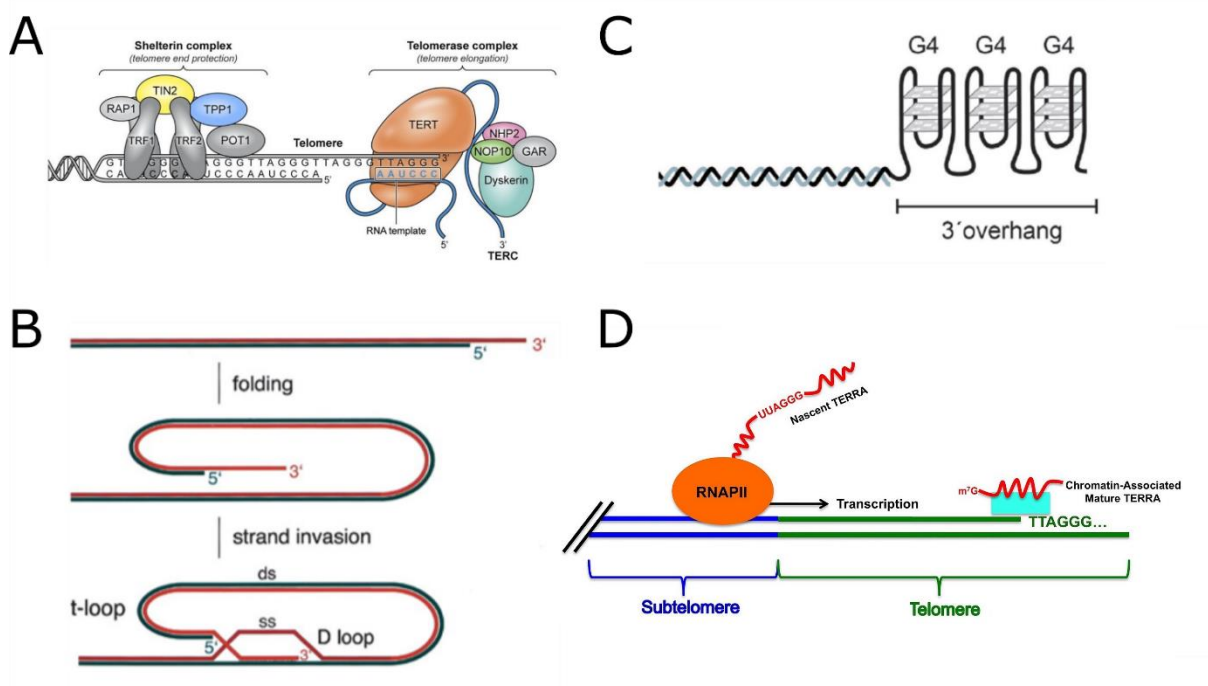 A
Shelterin complex
(telomere end protection)
Telomerase complex
(telomere elongation)
TIN2
RAP1
TPP1
TRF1
TRF2
POT1
Telomere
TERT
NHP2
NOP10
GAR
Dyskerin
TTAGGG 3'
AAUCCC
5'
RNA template
5'
3'
TERC
B
5'
3'
folding
5'
3'
strand invasion
ds
t-loop
ss
D loop
5'
3'
C
G4 G4 G4
3´overhang
D
UUAGGG
Nascent TERRA
RNAPII
Transcription
m7G
Chromatin-Associated
Mature TERRA
TTAGGG...
Subtelomere
Telomere